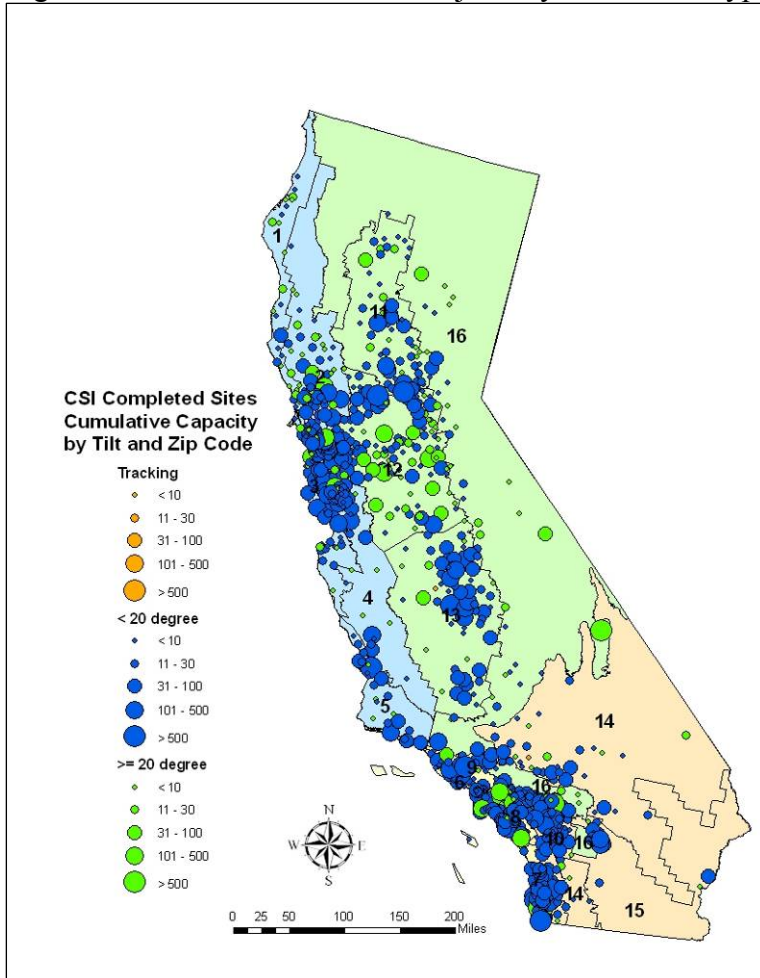 CSI Completed Sites
Cumulative Capacity
by Tilt and Zip Code
Tracking
< 10
11 - 30
31 - 100
101 - 500
> 500
< 20 degree
< 10
11 - 30
31 - 100
101 - 500
> 500
>= 20 degree
< 10
11 - 30
31 - 100
101 - 500
> 500
1
11
16
2
12
3
4
13
5
14
9
6
16
8
10
16
7
14
15
N
W E
S
0 25 50 100 150 200
Miles